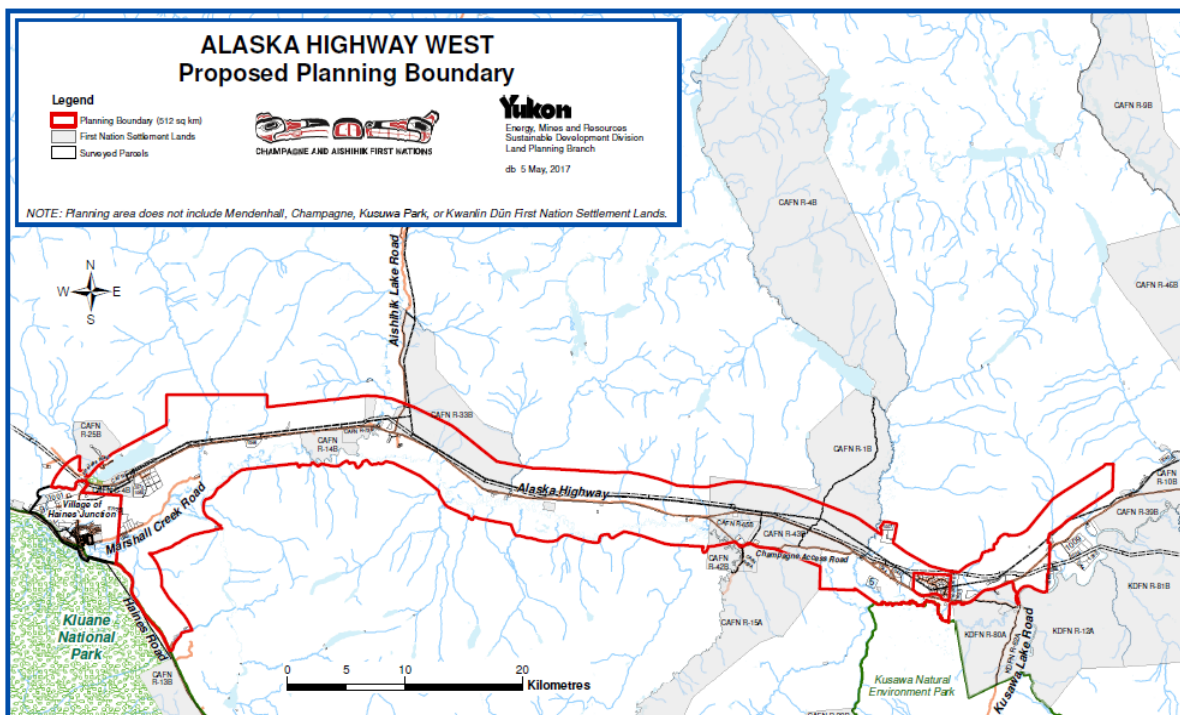 ALASKA HIGHWAY WEST
Proposed Planning Boundary
Legend
Planning Boundary (512 sq km)
First Nation Settlement Lands
Surveyed Parcels
CHAMPAGNE AND AISHIHIK FIRST NATIONS
Yukon
Energy, Mines and Resources
Sustainable Development Division
Land Planning Branch
db 5 May, 2017
NOTE: Planning area does not include Mendenhall, Champagne, Kusuwa Park, or Kwanlin Dün First Nation Settlement Lands.
CAFN R-9B
CAFN R-4B
N
W E
S
Aishihik Lake Road
CAFN R-33B
CAFN
R-25B
CAFN
R-14B
CAFN R-1B
CAFN
R-10B
Alaska Highway
Village of
Haines Junction
Marshall Creek Road
CAFN R-43B
CAFN R-39B
1009
Champagne Access Road
CAFN
R-42B
5
KDFN R-81B
Haines Road
Kluane
National
Park
CAFN R-15A
KDFN R-80A
KDFN R-12A
Kusawa Lake Road
CAFN
R-13B
0 5 10 20
Kilometres
Kusawa Natural
Environment Park